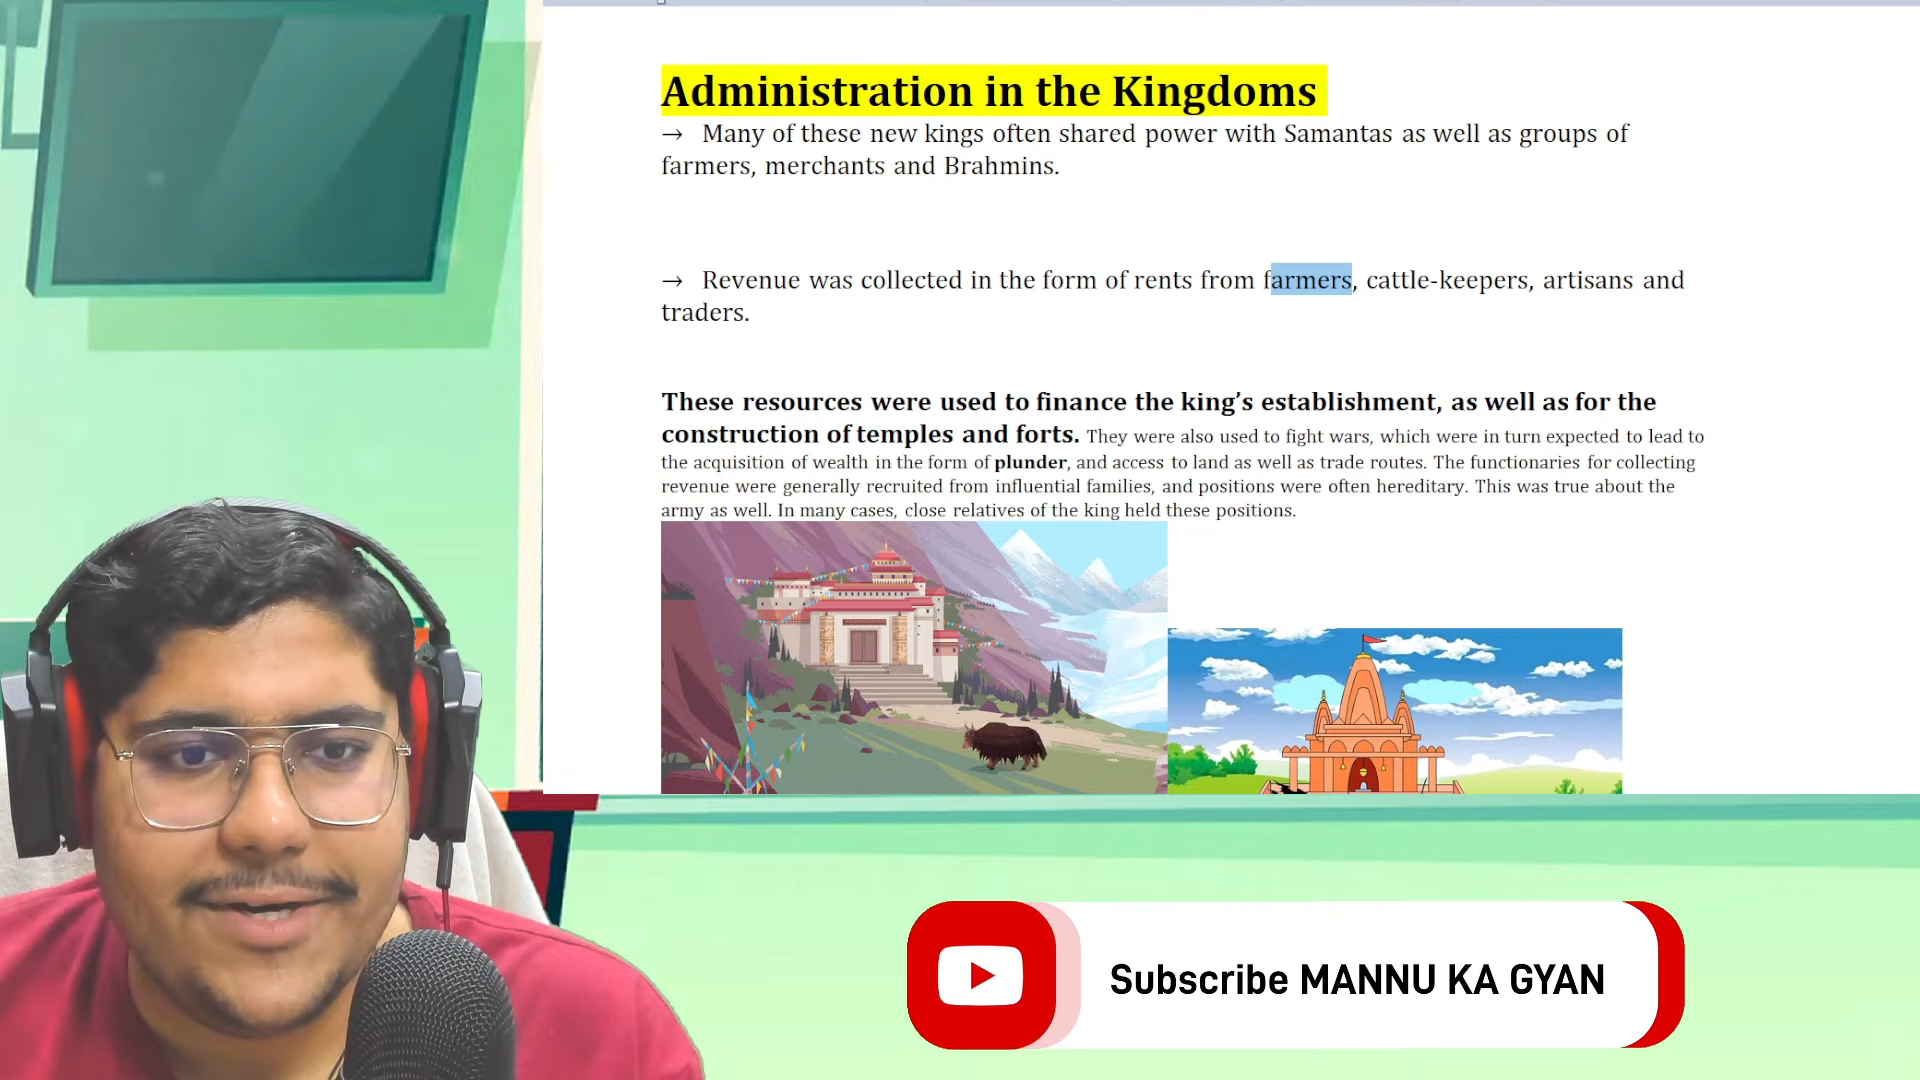 Administration in the Kingdoms
→ Many of these new kings often shared power with Samantas as well as groups of
farmers, merchants and Brahmins.
→ Revenue was collected in the form of rents from farmers, cattle-keepers, artisans and
traders.
These resources were used to finance the king's establishment, as well as for the
construction of temples and forts. They were also used to fight wars, which were in turn expected to lead to
the acquisition of wealth in the form of plunder, and access to land as well as trade routes. The functionaries for collecting
revenue were generally recruited from influential families, and positions were often hereditary. This was true about the
army as well. In many cases, close relatives of the king held these positions.
Subscribe MANNU KA GYAN